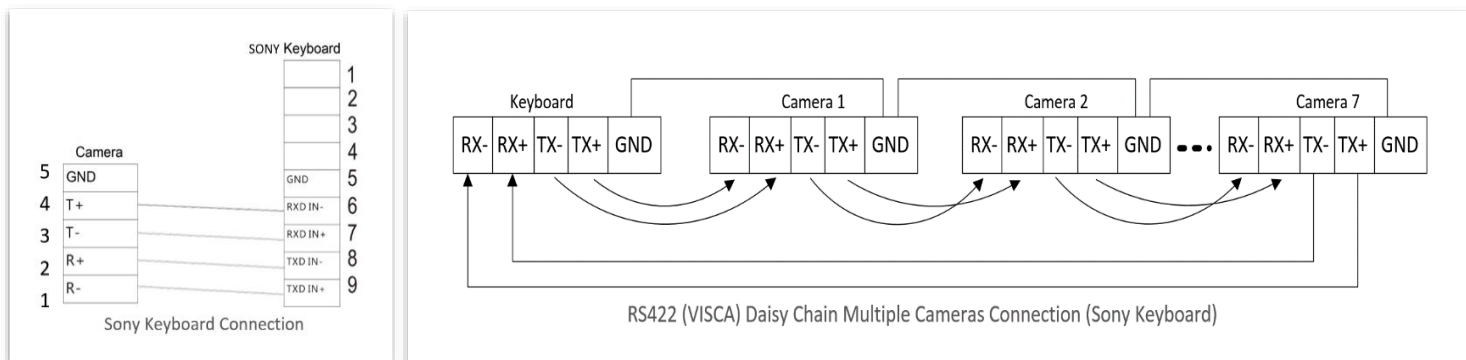 SONY Keyboard
1
2
3
4
GND 5
RXD IN- 6
RXD IN+ 7
TXD IN- 8
TXD IN+ 9
Camera
5 GND
4 T+
3 T-
2 R+
1 R-
Sony Keyboard Connection
Keyboard
RX- RX+ TX- TX+ GND
Camera 1
RX- RX+ TX- TX+ GND
Camera 2
RX- RX+ TX- TX+ GND
Camera 7
RX- RX+ TX- TX+ GND
RS422 (VISCA) Daisy Chain Multiple Cameras Connection (Sony Keyboard)